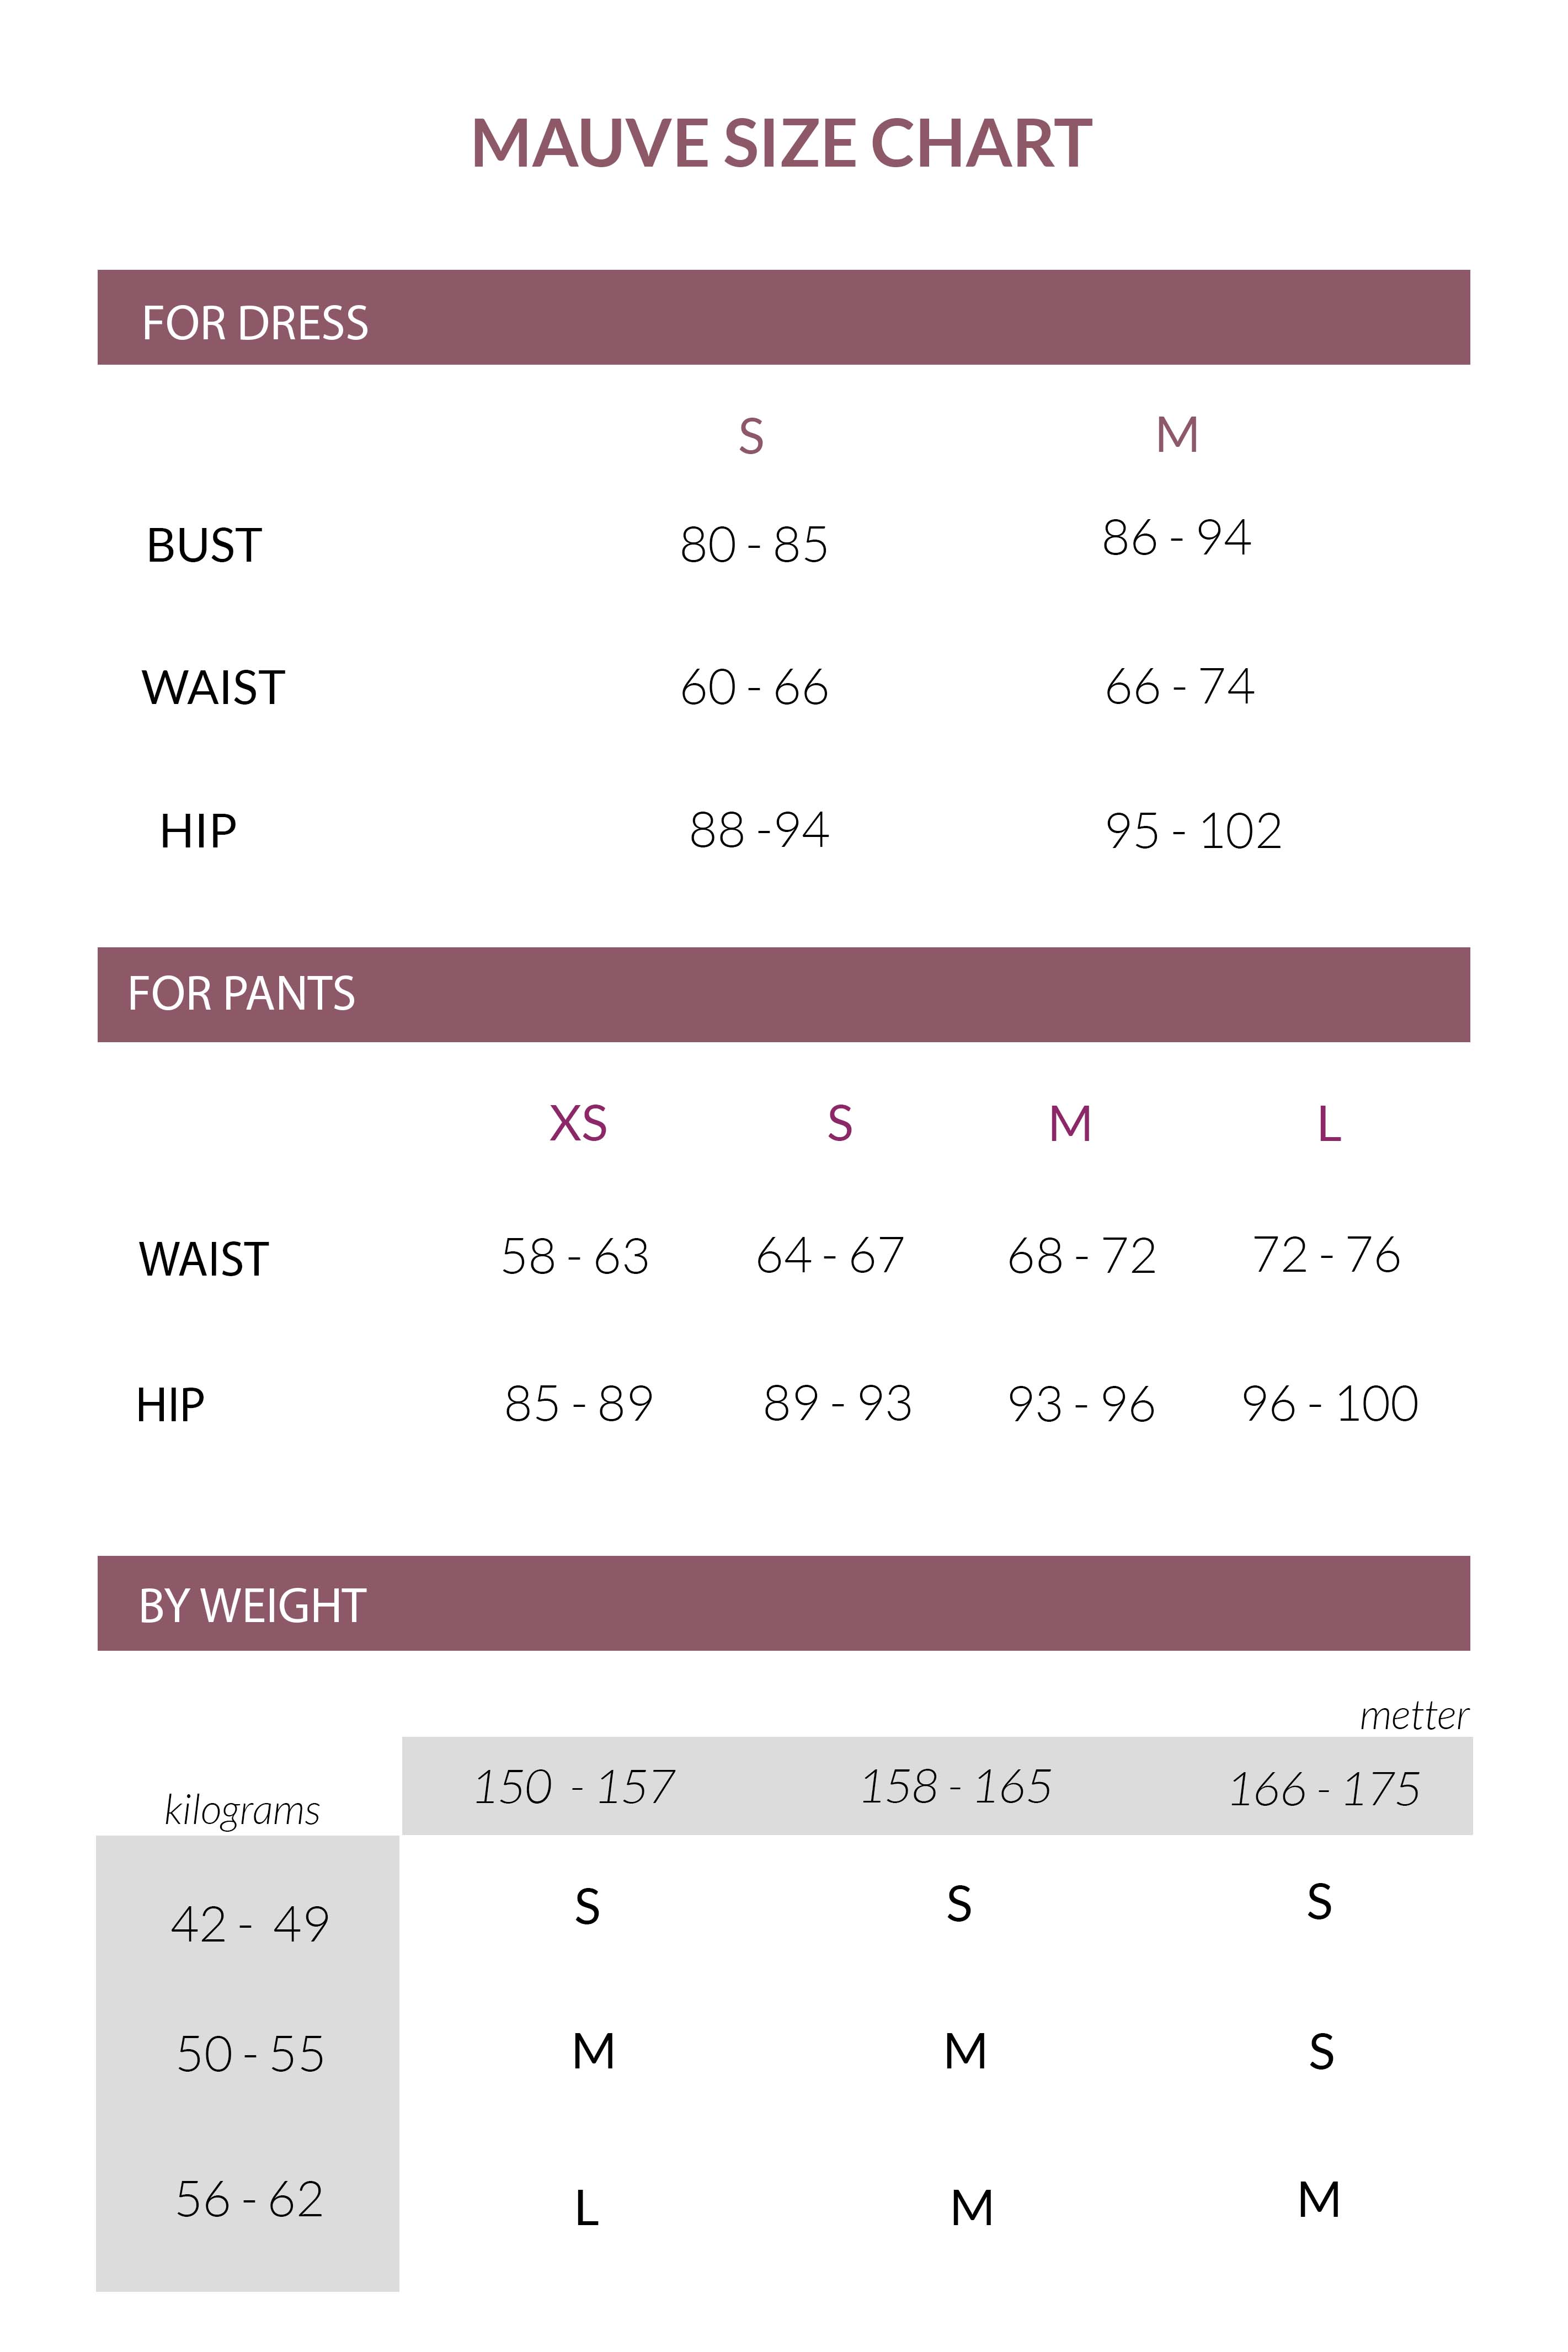 MAUVE SIZE CHART
FOR DRESS
S M
BUST 80 - 85 86 - 94
WAIST 60 - 66 66 - 74
HIP 88 -94 95 - 102
FOR PANTS
XS S M L
WAIST 58 - 63 64 - 67 68 - 72 72 - 76
HIP 85 - 89 89 - 93 93 - 96 96 - 100
BY WEIGHT
metter
150 - 157 158 - 165 166 - 175
kilograms
42 - 49 S S S
50 - 55 M M S
56 - 62 L M M